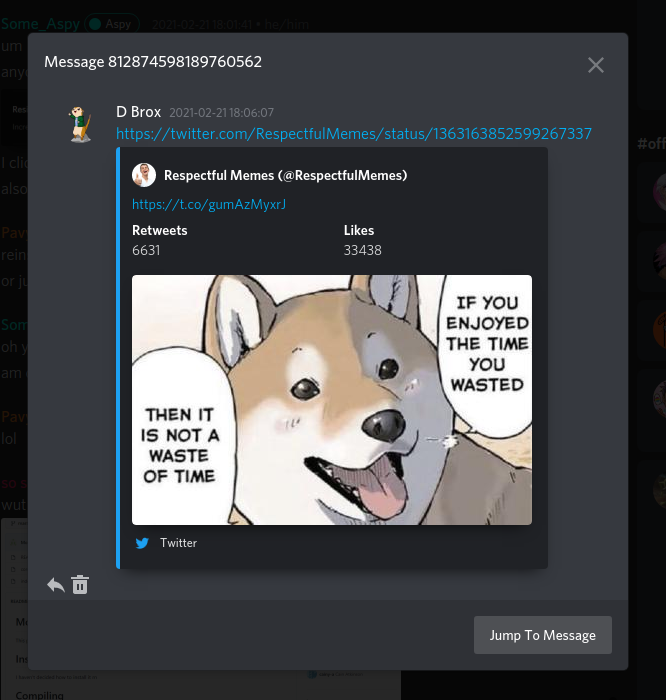 Some_Aspy Aspy 2021-02-21 18:01:41 • he/him
um
Message 812874598189760562
D Brox 2021-02-21 18:06:07
https://twitter.com/RespectfulMemes/status/1363163852599267337
#off
Respectful Memes (@RespectfulMemes)
https://t.co/gumAzMyxrJ
I clic
also
Retweets Likes
6631 33438
Pav
rein
or ju
IF YOU
ENJOYED
THE TIME
YOU
WASTED
THEN IT
IS NOT A
WASTE
OF TIME
Som
oh y
am
Pav
lol
so s
wut
Twitter
Jump To Message
Compiling